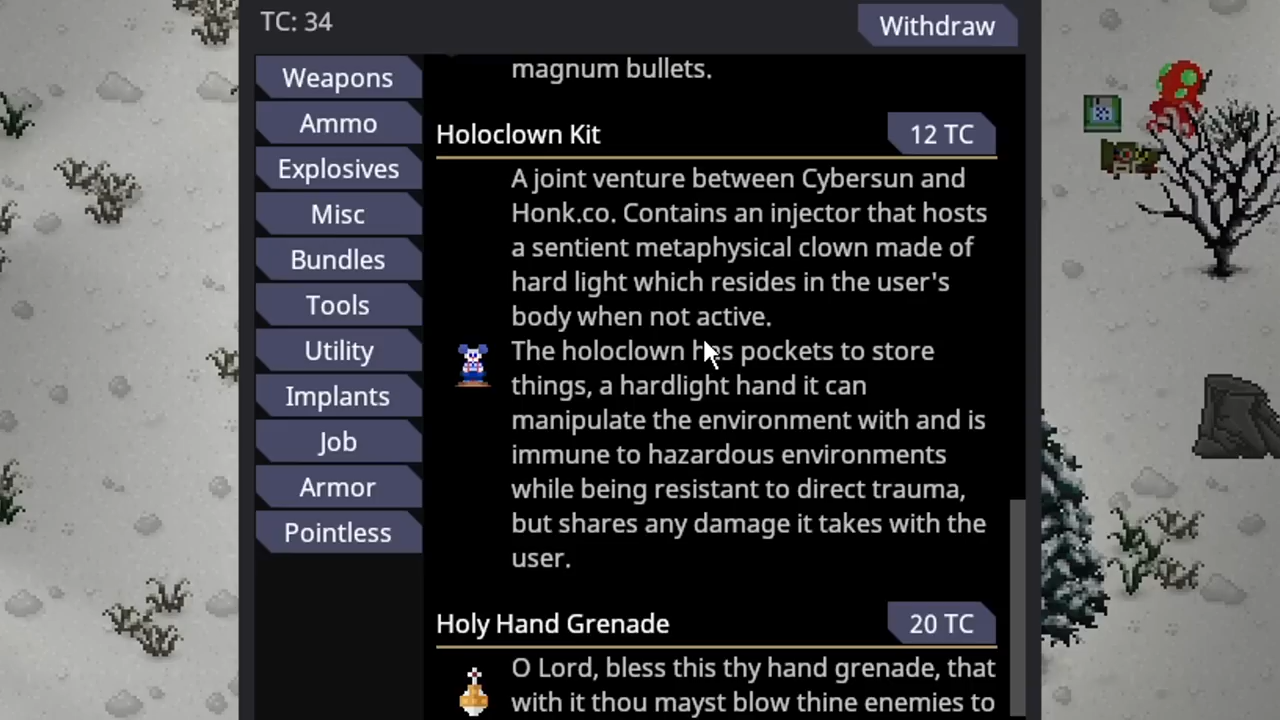 TC: 34
Withdraw
Weapons
Ammo
Explosives
Misc
Bundles
Tools
Utility
Implants
Job
Armor
Pointless
magnum bullets.
Holoclown Kit
12 TC
A joint venture between Cybersun and
Honk.co. Contains an injector that hosts
a sentient metaphysical clown made of
hard light which resides in the user's
body when not active.
The holoclown has pockets to store
things, a hardlight hand it can
manipulate the environment with and is
immune to hazardous environments
while being resistant to direct trauma,
but shares any damage it takes with the
user.
Holy Hand Grenade
20 TC
O Lord, bless this thy hand grenade, that
with it thou mayst blow thine enemies to